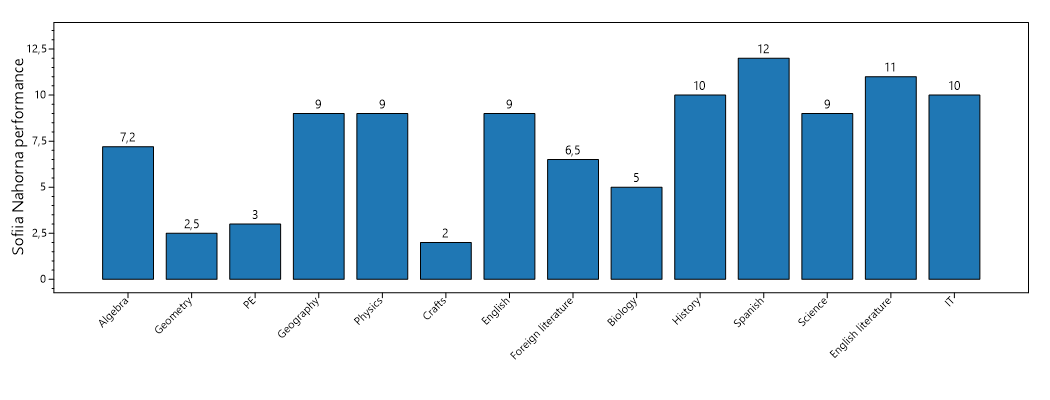 Sofiia Nahorna performance
12,5
10
7,5
5
2,5
0
7,2
2,5
3
9
9
2
9
6,5
5
10
12
9
11
10
Algebra
Geometry
PE
Geography
Physics
Crafts
English
Foreign literature
Biology
History
Spanish
Science
English literature
IT